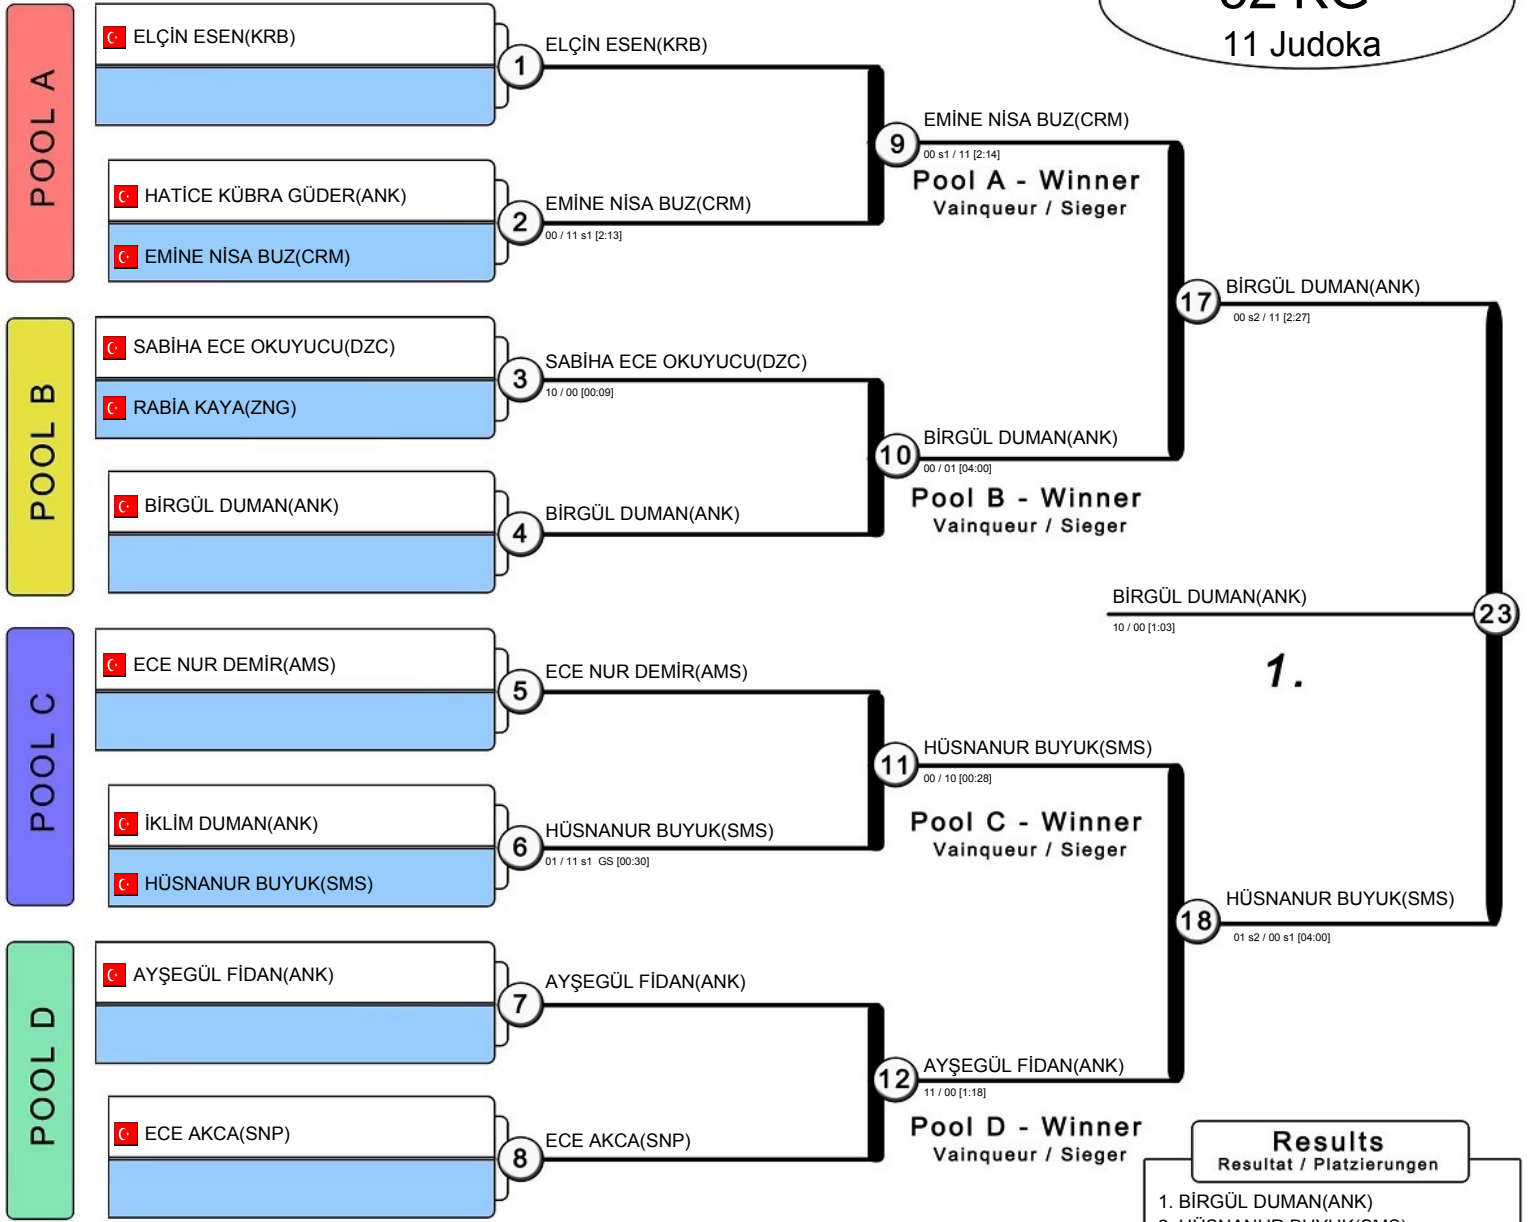 KG
11 Judoka
POOL A
ELÇİN ESEN(KRB)
1
ELÇİN ESEN(KRB)
HATİCE KÜBRA GÜDER(ANK)
EMİNE NİSA BUZ(CRM)
2
EMİNE NİSA BUZ(CRM)
00 / 11 s1 [2:13]
9
EMİNE NİSA BUZ(CRM)
00 s1 / 11 [2:14]
Pool A - Winner
Vainqueur / Sieger
POOL B
SABİHA ECE OKUYUCU(DZC)
RABİA KAYA(ZNG)
3
SABİHA ECE OKUYUCU(DZC)
10 / 00 [00:09]
BİRGÜL DUMAN(ANK)
4
BİRGÜL DUMAN(ANK)
10
BİRGÜL DUMAN(ANK)
00 / 01 [04:00]
Pool B - Winner
Vainqueur / Sieger
17
BİRGÜL DUMAN(ANK)
00 s2 / 11 [2:27]
BİRGÜL DUMAN(ANK)
10 / 00 [1:03]
23
1.
POOL C
ECE NUR DEMİR(AMS)
5
ECE NUR DEMİR(AMS)
İKLİM DUMAN(ANK)
HÜSNANUR BUYUK(SMS)
6
HÜSNANUR BUYUK(SMS)
01 / 11 s1 GS [00:30]
11
HÜSNANUR BUYUK(SMS)
00 / 10 [00:28]
Pool C - Winner
Vainqueur / Sieger
18
HÜSNANUR BUYUK(SMS)
01 s2 / 00 s1 [04:00]
POOL D
AYŞEGÜL FİDAN(ANK)
7
AYŞEGÜL FİDAN(ANK)
ECE AKCA(SNP)
8
ECE AKCA(SNP)
12
AYŞEGÜL FİDAN(ANK)
11 / 00 [1:18]
Pool D - Winner
Vainqueur / Sieger
Results
Resultat / Platzierungen
1. BİRGÜL DUMAN(ANK)
HÜSNANUR BUYUK(SMS)